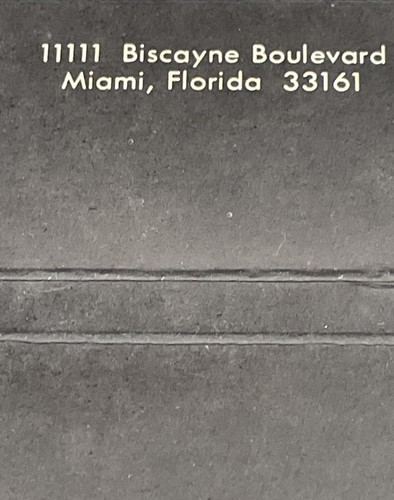 11111 Biscayne Boulevard
Miami, Florida 33161